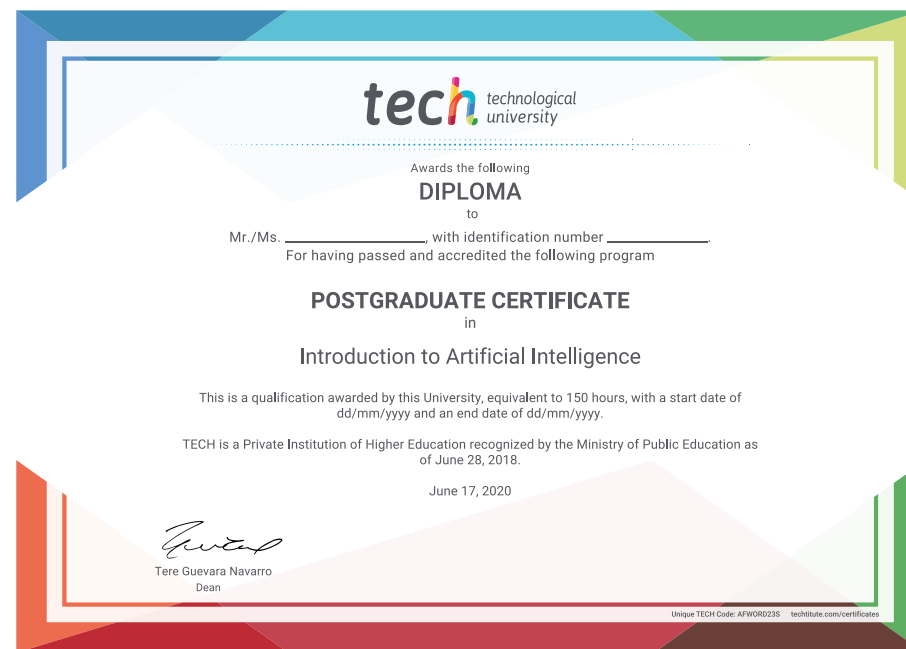 tech technological
university
Awards the following
DIPLOMA
to
Mr./Ms. ____________________, with identification number ______________.
For having passed and accredited the following program
POSTGRADUATE CERTIFICATE
in
Introduction to Artificial Intelligence
This is a qualification awarded by this University, equivalent to 150 hours, with a start date of
dd/mm/yyyy and an end date of dd/mm/yyyy.
TECH is a Private Institution of Higher Education recognized by the Ministry of Public Education as
of June 28, 2018.
June 17, 2020
Tere Guevara Navarro
Dean
Unique TECH Code: AFWORD23S techtitute.com/certificates